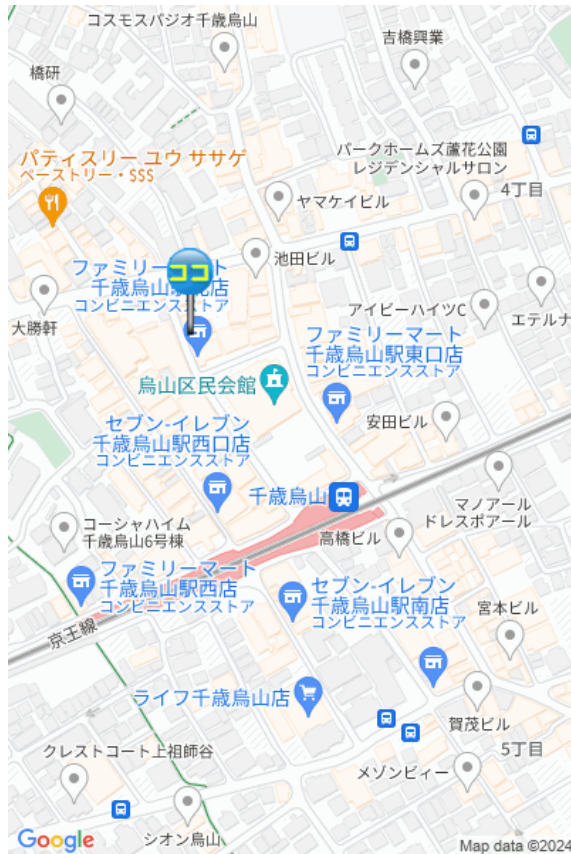 コスモスパジオ千歳烏山
吉橋興業
橋研
パティスリー ユウ ササゲ
ペーストリー・$$$
パークホームズ蘆花公園
レジデンシャルサロン
4丁目
ヤマケイビル
池田ビル
ココ
ファミリー
ート
千歳烏山
店
コンビニエンスストア
大勝軒
アイビーハイツC
エテルナ
ファミリーマート
千歳烏山駅東口店
コンビニエンスストア
烏山区民会館
安田ビル
セブン-イレブン
千歳烏山駅西口店
コンビニエンスストア
千歳烏山
マノアール
ドレスポアール
コーシャハイム
千歳烏山6号棟
高橋ビル
ファミリーマート
千歳烏山駅西店
コンビニエンスストア
セブン-イレブン
千歳烏山駅南店
コンビニエンスストア
宮本ビル
京王線
ライフ千歳烏山店
賀茂ビル
5丁目
クレストコート上祖師谷
メゾンビィー
シオン烏山
Google
Map data ©2024